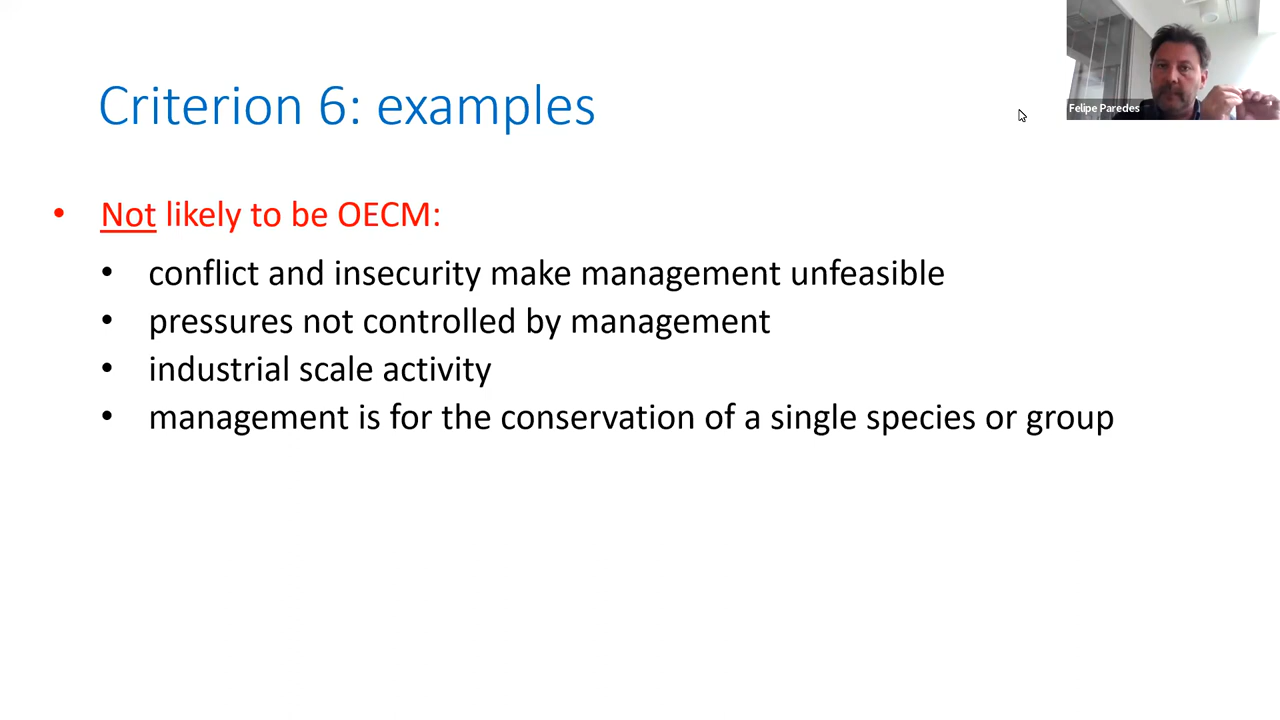 Criterion 6: examples
Felipe Paredes
• Not likely to be OECM:
• conflict and insecurity make management unfeasible
• pressures not controlled by management
• industrial scale activity
• management is for the conservation of a single species or group